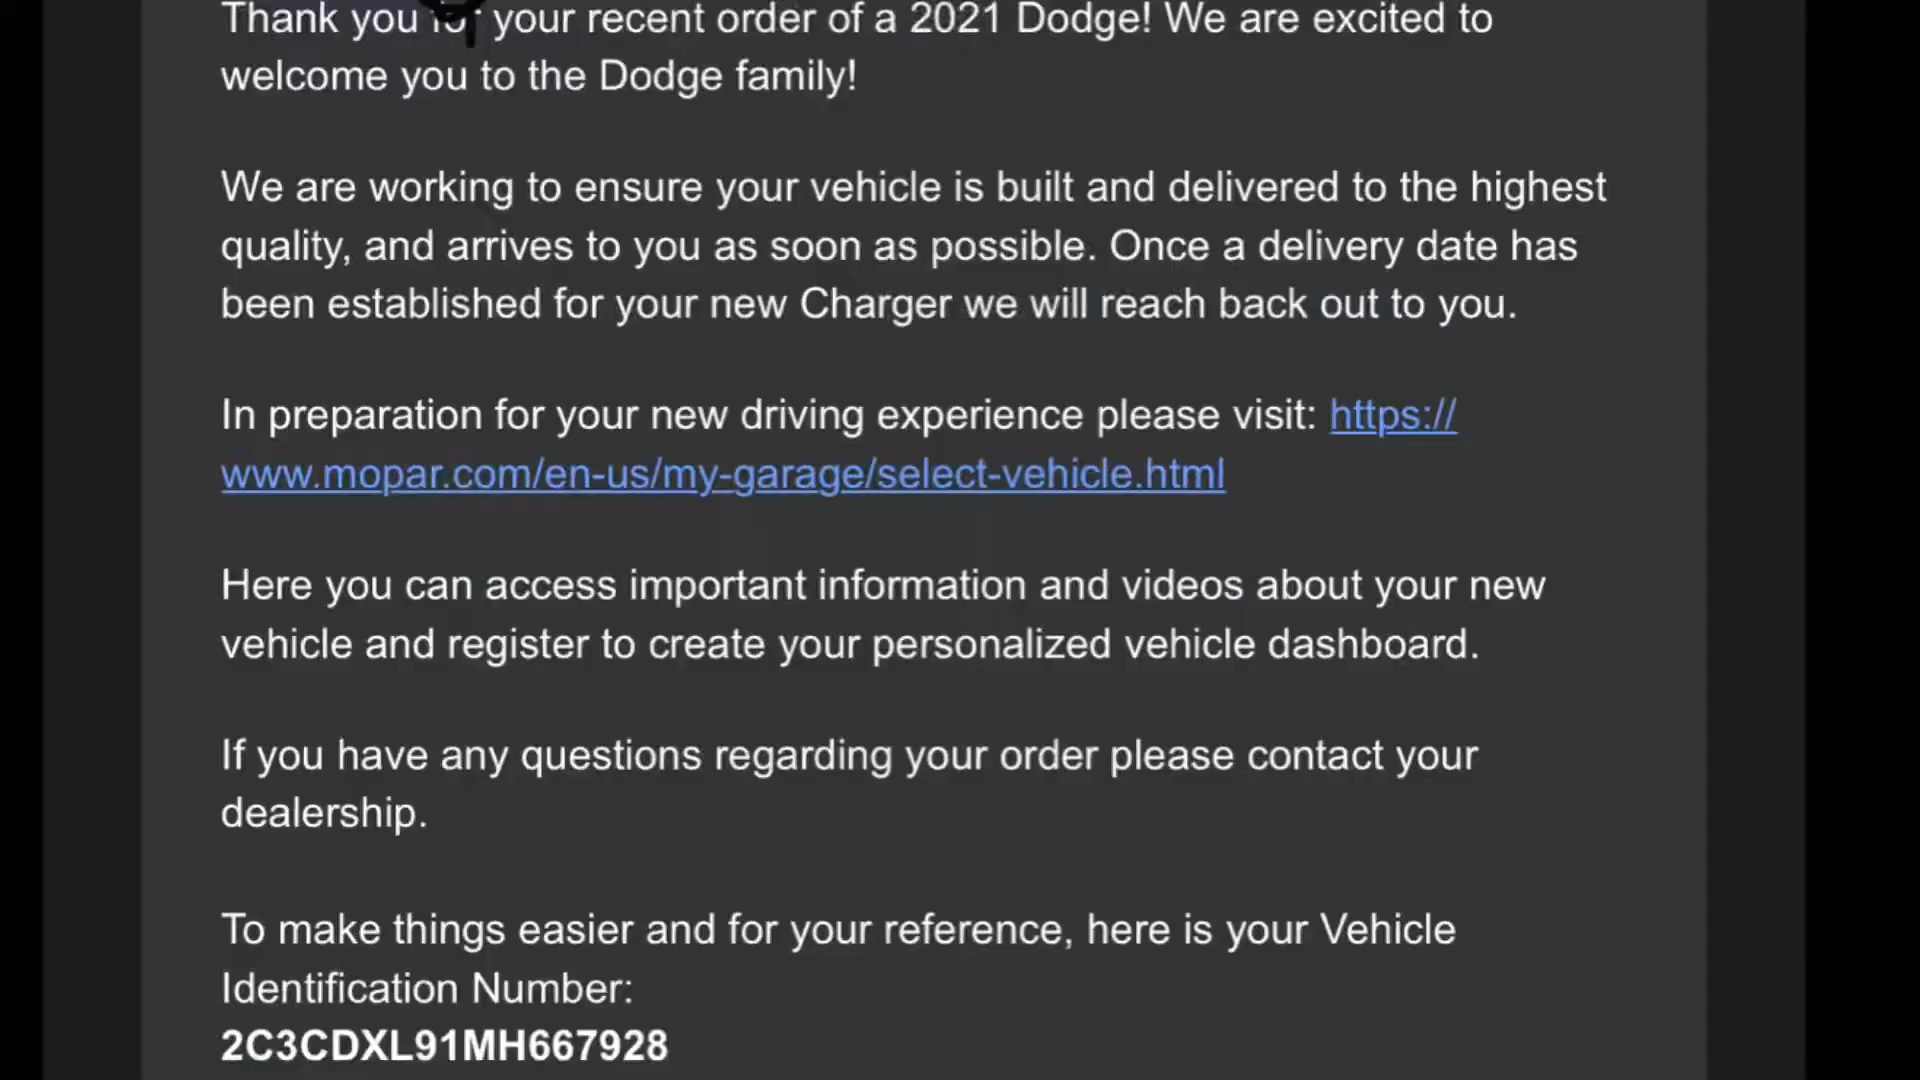 Thank you for your recent order of a 2021 Dodge! We are excited to
welcome you to the Dodge family!
We are working to ensure your vehicle is built and delivered to the highest
quality, and arrives to you as soon as possible. Once a delivery date has
been established for your new Charger we will reach back out to you.
In preparation for your new driving experience please visit: https://
www.mopar.com/en-us/my-garage/select-vehicle.html
Here you can access important information and videos about your new
vehicle and register to create your personalized vehicle dashboard.
If you have any questions regarding your order please contact your
dealership.
To make things easier and for your reference, here is your Vehicle
Identification Number:
2C3CDXL91MH667928